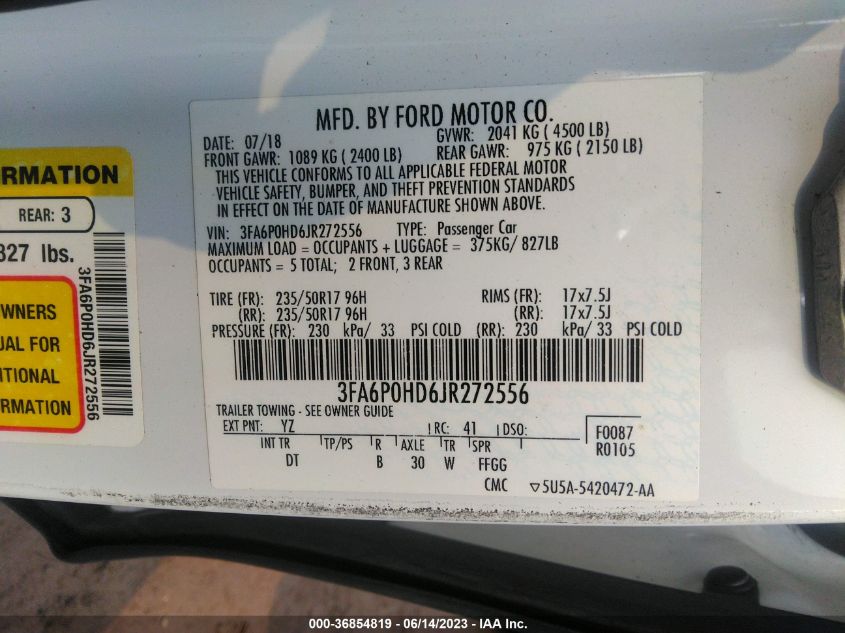 MFD. BY FORD MOTOR CO.
DATE: 07/18 GVWR: 2041 KG ( 4500 LB)
FRONT GAWR: 1089 KG ( 2400 LB) REAR GAWR: 975 KG ( 2150 LB)
THIS VEHICLE CONFORMS TO ALL APPLICABLE FEDERAL MOTOR
VEHICLE SAFETY, BUMPER, AND THEFT PREVENTION STANDARDS
IN EFFECT ON THE DATE OF MANUFACTURE SHOWN ABOVE.
VIN: 3FA6P0HD6JR272556 TYPE: Passenger Car
MAXIMUM LOAD = OCCUPANTS + LUGGAGE = 375KG/ 827LB
OCCUPANTS = 5 TOTAL; 2 FRONT, 3 REAR
TIRE (FR): 235/50R17 96H RIMS (FR): 17x7.5J
(RR): 235/50R17 96H (RR): 17x7.5J
PRESSURE (FR): 230 kPa/ 33 PSI COLD (RR): 230 kPa/ 33 PSI COLD
3FA6P0HD6JR272556
TRAILER TOWING - SEE OWNER GUIDE
EXT PNT: YZ RC: 41 DSO:
F0087
R0105
INT TR TP/PS R AXLE TR SPR
DT B 30 W FFGG
CMC ▽5U5A-5420472-AA
RMATION
REAR: 3
827 lbs.
3FA6P0HD6JR272556
OWNERS
UAL FOR
ITIONAL
ORMATION
000-36854819 - 06/14/2023 - IAA Inc.